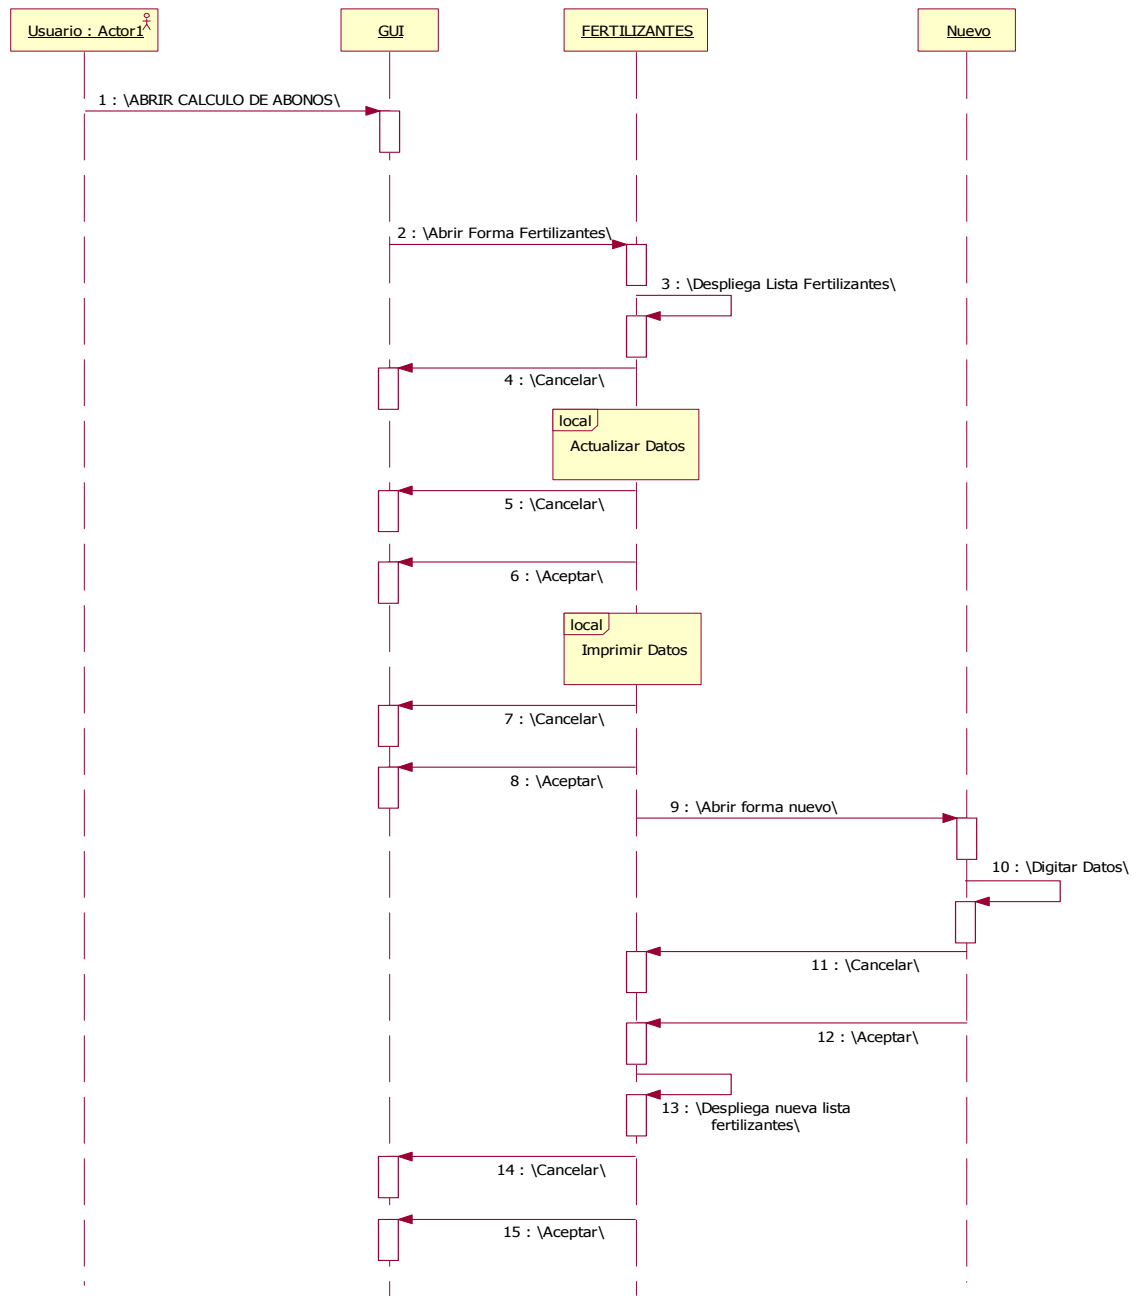 Usuario : Actor1
GUI
FERTILIZANTES
Nuevo
1 : \ABRIR CALCULO DE ABONOS\
2 : \Abrir Forma Fertilizantes\
3 : \Despliega Lista Fertilizantes\
4 : \Cancelar\
local
Actualizar Datos
5 : \Cancelar\
6 : \Aceptar\
local
Imprimir Datos
7 : \Cancelar\
8 : \Aceptar\
9 : \Abrir forma nuevo\
10 : \Digitar Datos\
11 : \Cancelar\
12 : \Aceptar\
13 : \Despliega nueva lista
fertilizantes\
14 : \Cancelar\
15 : \Aceptar\